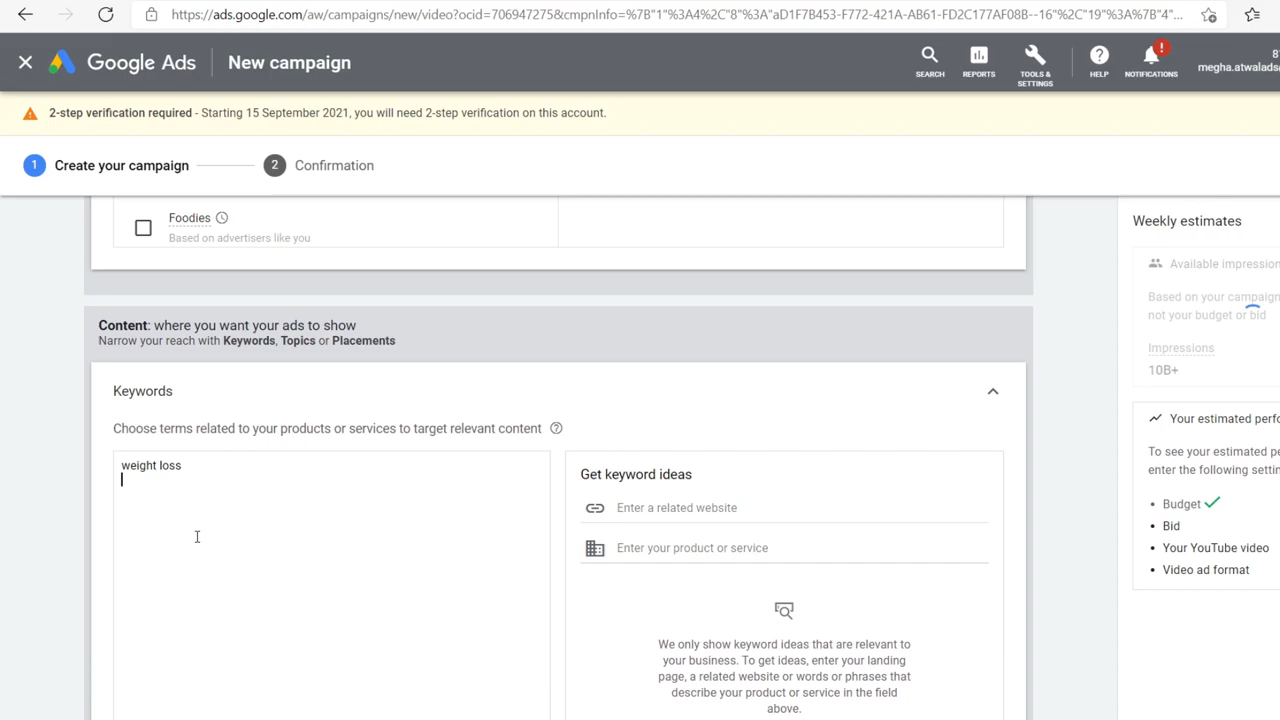 https://ads.google.com/aw/campaigns/new/video?ocid=706947275&cmpnInfo=%7B"1"%3A4%2C"8"%3A"aD1F7B453-F772-421A-AB61-FD2C177AF08B--16"%2C"19"%3A%7B"4"...
Google Ads
New campaign
SEARCH
REPORTS
TOOLS & SETTINGS
HELP
NOTIFICATIONS
!
megha.atwalads
2-step verification required - Starting 15 September 2021, you will need 2-step verification on this account.
1 Create your campaign
2 Confirmation
Foodies
Based on advertisers like you
Content: where you want your ads to show
Narrow your reach with Keywords, Topics or Placements
Keywords
Choose terms related to your products or services to target relevant content
weight loss
Get keyword ideas
Enter a related website
Enter your product or service
We only show keyword ideas that are relevant to
your business. To get ideas, enter your landing
page, a related website or words or phrases that
describe your product or service in the field
above.
Weekly estimates
Available impression
Based on your campaign
not your budget or bid
Impressions
10B+
Your estimated perf
To see your estimated pe
enter the following settin
• Budget
• Bid
• Your YouTube video
• Video ad format